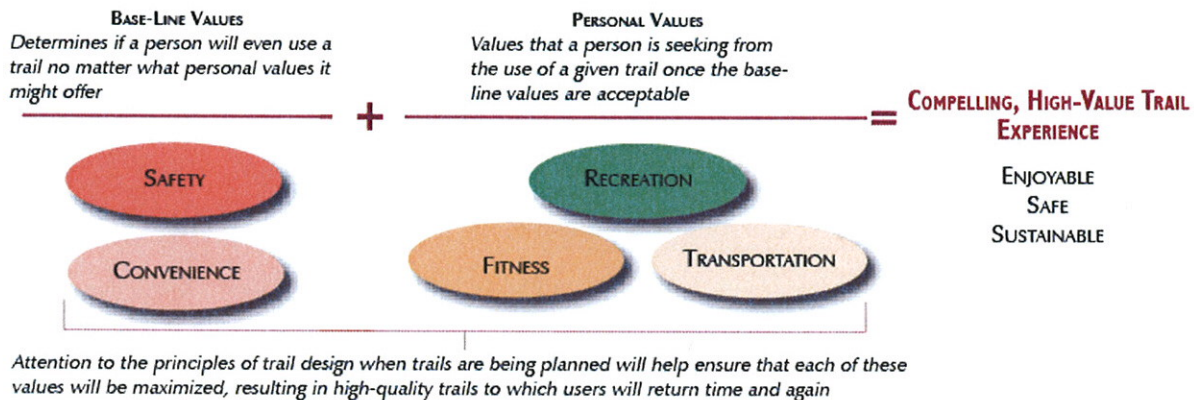 BASE-LINE VALUES
Determines if a person will even use a
trail no matter what personal values it
might offer
+
PERSONAL VALUES
Values that a person is seeking from
the use of a given trail once the base-
line values are acceptable
=
COMPELLING, HIGH-VALUE TRAIL
EXPERIENCE
SAFETY
CONVENIENCE
RECREATION
FITNESS
TRANSPORTATION
ENJOYABLE
SAFE
SUSTAINABLE
Attention to the principles of trail design when trails are being planned will help ensure that each of these
values will be maximized, resulting in high-quality trails to which users will return time and again